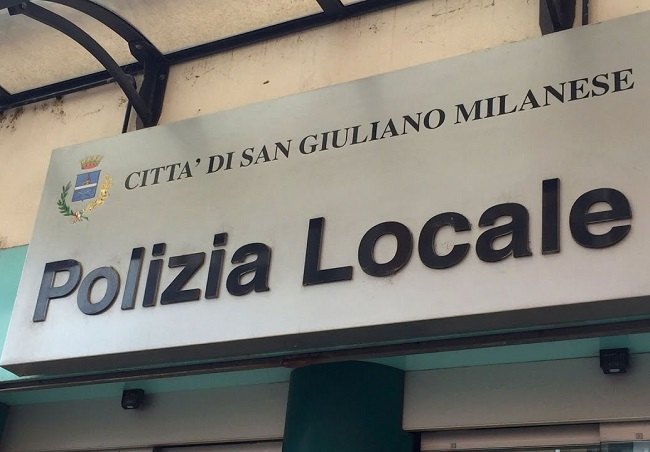 CITTA' DI SAN GIULIANO MILANESE
Polizia Locale